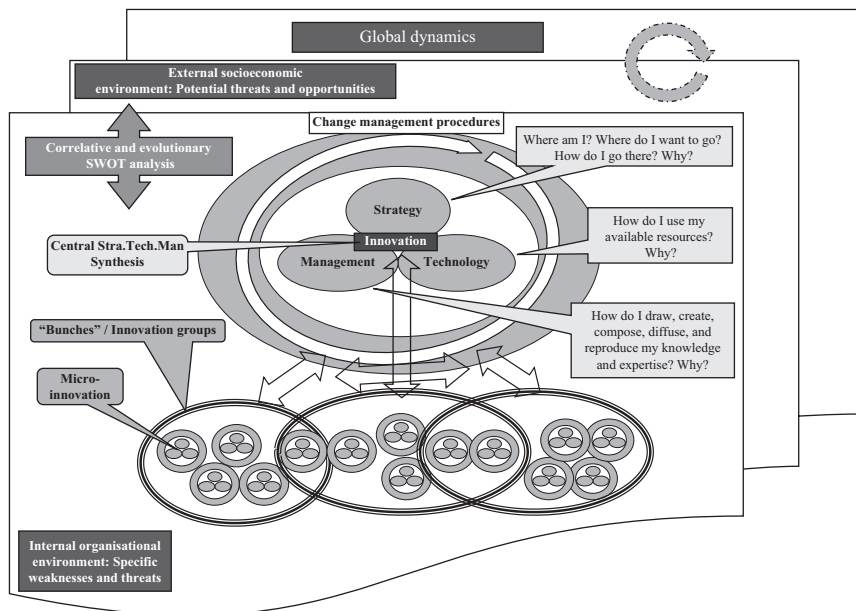 Global dynamics
External socioeconomic
environment: Potential threats and opportunities
Change management procedures
Correlative and evolutionary
SWOT analysis
Where am I? Where do I want to go?
How do I go there? Why?
Strategy
Innovation
Management
Technology
Central Stra.Tech.Man
Synthesis
How do I use my
available resources?
Why?
How do I draw, create,
compose, diffuse, and
reproduce my knowledge
and expertise? Why?
“Bunches” / Innovation groups
Micro-
innovation
Internal organisational
environment: Specific
weaknesses and threats